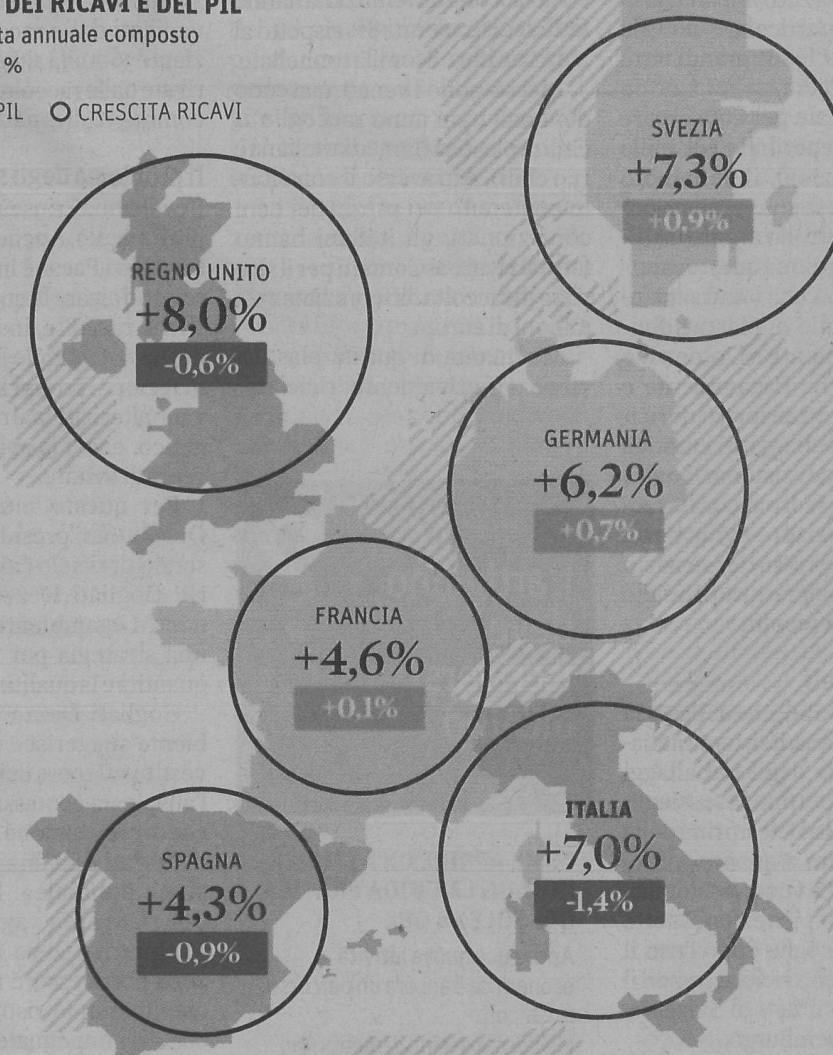 DEI RICAVI E DEL PIL
ta annuale composto
%
PIL CRESCITA RICAVI
SVEZIA
+7,3%
+0,9%
REGNO UNITO
+8,0%
-0,6%
GERMANIA
+6,2%
+0,7%
FRANCIA
+4,6%
+0,1%
ITALIA
+7,0%
-1,4%
SPAGNA
+4,3%
-0,9%